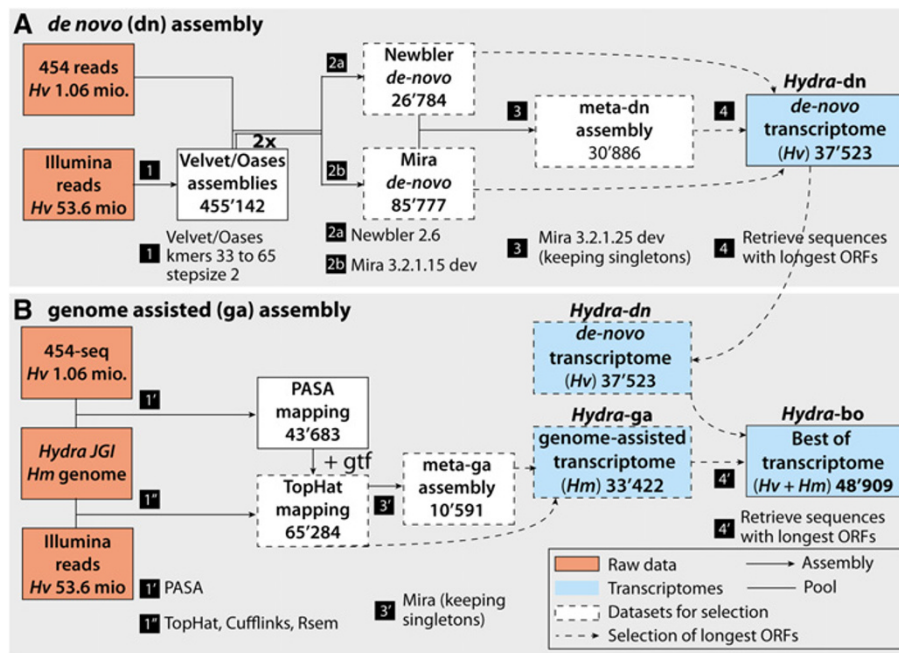 A de novo (dn) assembly
454 reads
Hv 1.06 mio.
Illumina
reads
Hv 53.6 mio
1
Velvet/Oases
assemblies
455'142
2x
2a
2b
Newbler
de-novo
26'784
Mira
de-novo
85'777
3
meta-dn
assembly
30'886
4
Hydra-dn
de-novo
transcriptome
(Hv) 37'523
1 Velvet/Oases
kmers 33 to 65
stepsize 2
2a Newbler 2.6
2b Mira 3.2.1.15 dev
3 Mira 3.2.1.25 dev
(keeping singletons)
4 Retrieve sequences
with longest ORFs
B genome assisted (ga) assembly
454-seq
Hv 1.06 mio.
Hydra JGI
Hm genome
Illumina
reads
Hv 53.6 mio
1'
1"
PASA
mapping
43'683
+ gtf
TopHat
mapping
65'284
3'
meta-ga
assembly
10'591
Hydra-dn
de-novo
transcriptome
(Hv) 37'523
Hydra-ga
genome-assisted
transcriptome
(Hm) 33'422
4'
Hydra-bo
Best of
transcriptome
(Hv + Hm) 48'909
1' PASA
1" TopHat, Cufflinks, Rsem
3' Mira (keeping
singletons)
4' Retrieve sequences
with longest ORFs
Raw data
Assembly
Transcriptomes
Pool
Datasets for selection
Selection of longest ORFs